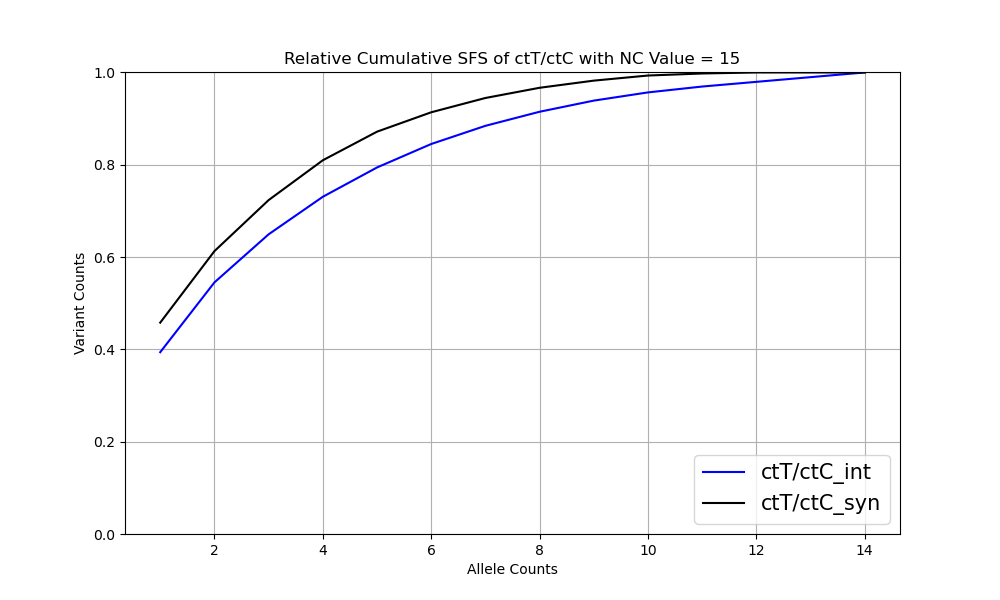 Relative Cumulative SFS of ctT/ctC with NC Value = 15
1.0
0.8
0.6
0.4
0.2
0.0
Variant Counts
2 4 6 8 10 12 14
Allele Counts
ctT/ctC_int
ctT/ctC_syn